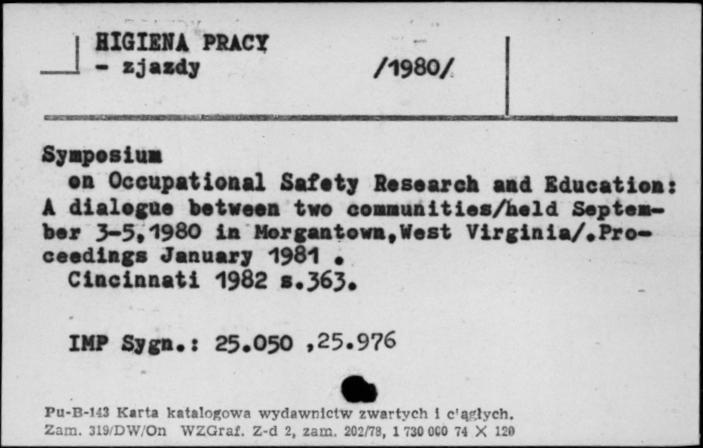 HIGIENA PRACY
- zjazdy /1980/
Symposium
on Occupational Safety Research and Education:
A dialogue between two communities/held Septem-
ber 3-5,1980 in Morgantown,West Virginia/.Pro-
ceedings January 1981 .
Cincinnati 1982 s.363.
IMP Sygn.: 25.050 ,25.976
Pu-B-143 Karta katalogowa wydawnictw zwartych i c'ągłych.
Zam. 319/DW/On WZGraf. Z-d 2, zam. 202/78, 1 730 000 74 X 120